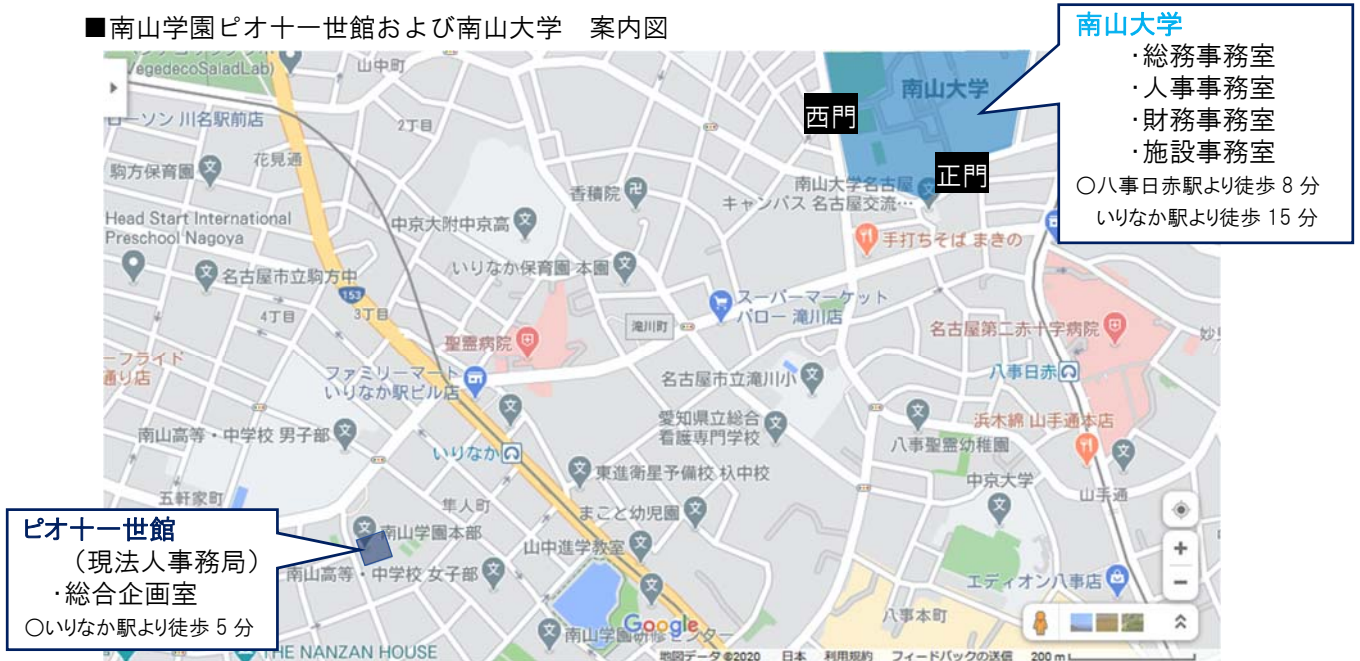 ■南山学園ピオ十一世館および南山大学　案内図
南山大学
・総務事務室
・人事事務室
・財務事務室
・施設事務室
○八事日赤駅より徒歩 8 分
いりなか駅より徒歩 15 分
VegedecoSaladLab)
山中町
南山大学
西門
ローソン 川名駅前店
2丁目
花見通
駒方保育園
正門
香積院
南山大学名古屋
キャンパス 名古屋交流…
Head Start International
Preschool Nagoya
中京大附中京高
手打ちそば まきの
名古屋市立駒方中
いりなか保育園 本園
153
4丁目
3丁目
スーパーマーケット
バロー 滝川店
滝川町
名古屋第二赤十字病院
聖霊病院
ーフライド
通り店
ファミリーマート
いりなか駅ビル店
名古屋市立滝川小
八事日赤
愛知県立総合
看護専門学校
浜木綿 山手通本店
南山高等・中学校 男子部
八事聖霊幼稚園
いりなか
東進衛星予備校 杁中校
中京大学
五軒家町
山手通
隼人町
まこと幼児園
ピオ十一世館
（現法人事務局）
・総合企画室
○いりなか駅より徒歩 5 分
南山学園本部
山中進学教室
南山高等・中学校 女子部
エディオン八事店
八事本町
Google
南山学園研修センター
THE NANZAN HOUSE
地図データ ©2020　日本　利用規約　フィードバックの送信　200 m